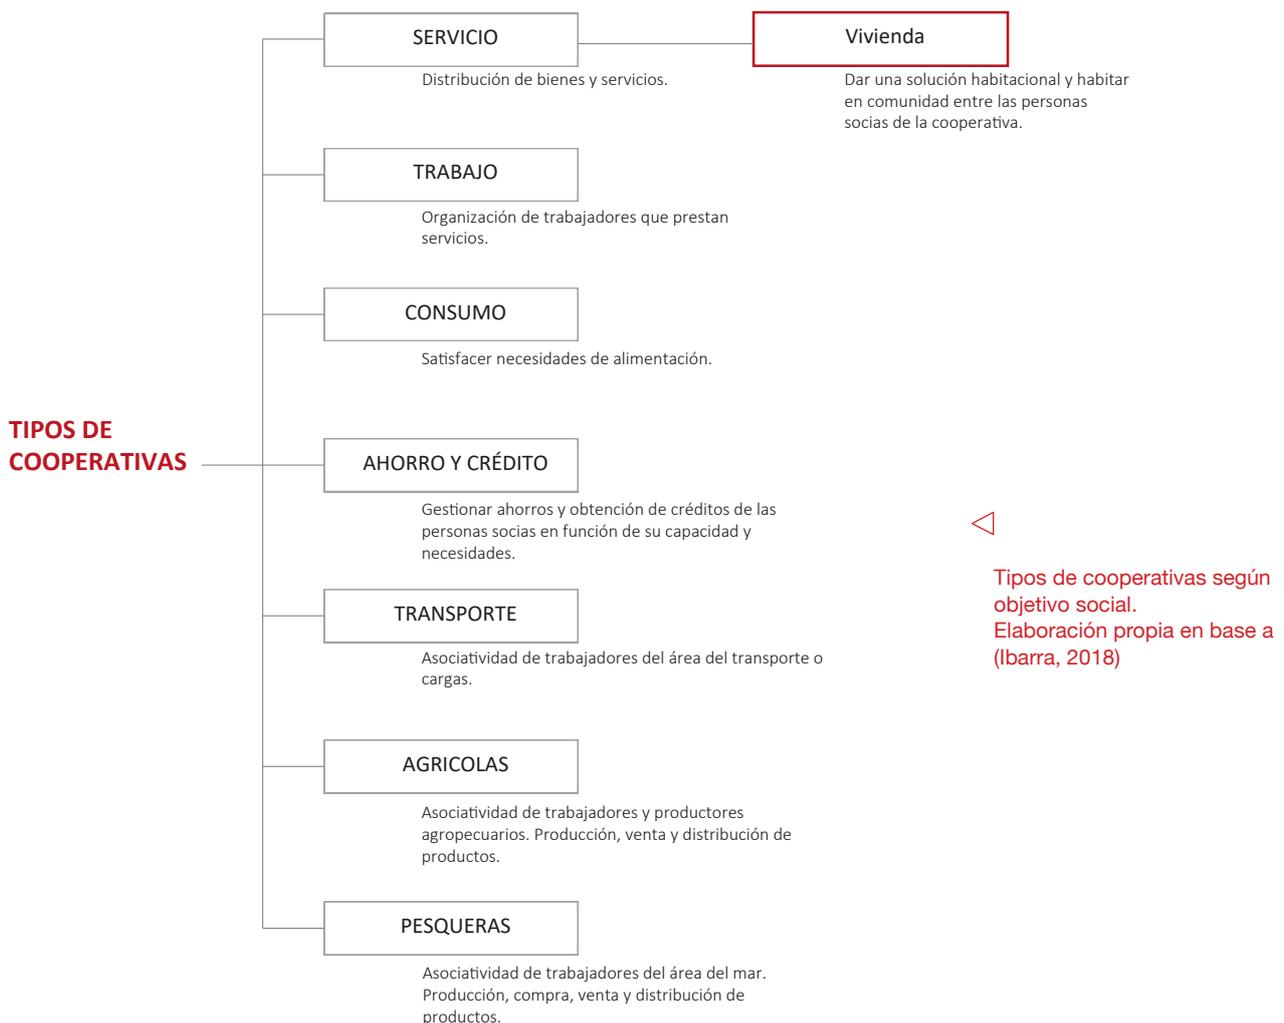 TIPOS DE
COOPERATIVAS
SERVICIO
Distribución de bienes y servicios.
Vivienda
Dar una solución habitacional y habitar
en comunidad entre las personas
socias de la cooperativa.
TRABAJO
Organización de trabajadores que prestan
servicios.
CONSUMO
Satisfacer necesidades de alimentación.
AHORRO Y CRÉDITO
Gestionar ahorros y obtención de créditos de las
personas socias en función de su capacidad y
necesidades.
TRANSPORTE
Asociatividad de trabajadores del área del transporte o
cargas.
AGRICOLAS
Asociatividad de trabajadores y productores
agropecuarios. Producción, venta y distribución de
productos.
PESQUERAS
Asociatividad de trabajadores del área del mar.
Producción, compra, venta y distribución de
productos.
Tipos de cooperativas según
objetivo social.
Elaboración propia en base a
(Ibarra, 2018)